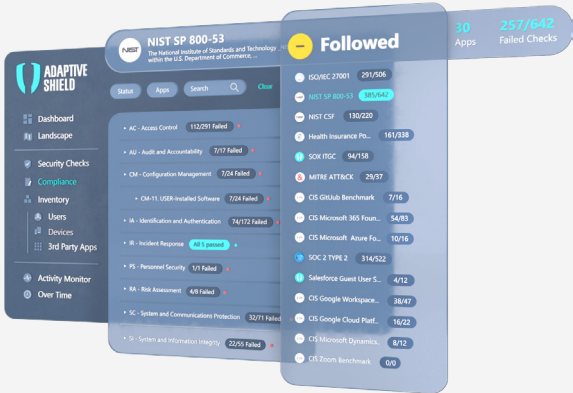 NIST
NIST SP 800-53
The National Institute of Standards and Technology
within the U.S. Department of Commerce, ...
Followed
30
Apps
257/642
Failed Checks
ADAPTIVE
SHIELD
Dashboard
Landscape
Security Checks
Compliance
Inventory
Users
Devices
3rd Party Apps
Activity Monitor
Over Time
Status
Apps
Search
Clear
AC - Access Control 112/291 Failed
AU - Audit and Accountability 7/17 Failed
CM - Configuration Management 7/24 Failed
CM-11. USER-Installed Software 7/24 Failed
IA - Identification and Authentication 74/172 Failed
IR - Incident Response All 5 passed
PS - Personnel Security 1/1 Failed
RA - Risk Assessment 4/8 Failed
SC - System and Communications Protection 32/71 Failed
SI - System and Information Integrity 22/55 Failed
ISO/IEC 27001 291/506
NIST SP 800-53 385/642
NIST CSF 130/220
Health Insurance Po... 161/338
SOX ITGC 94/158
MITRE ATT&CK 29/37
CIS GitUub Benchmark 7/16
CIS Microsoft 365 Foun... 54/83
CIS Microsoft Azure Fo... 10/16
SOC 2 TYPE 2 314/522
Salesforce Guest User S... 4/12
CIS Google Workspace... 38/47
CIS Google Cloud Platf... 16/22
CIS Microsoft Dynamics... 8/12
CIS Zoom Benchmark 0/0